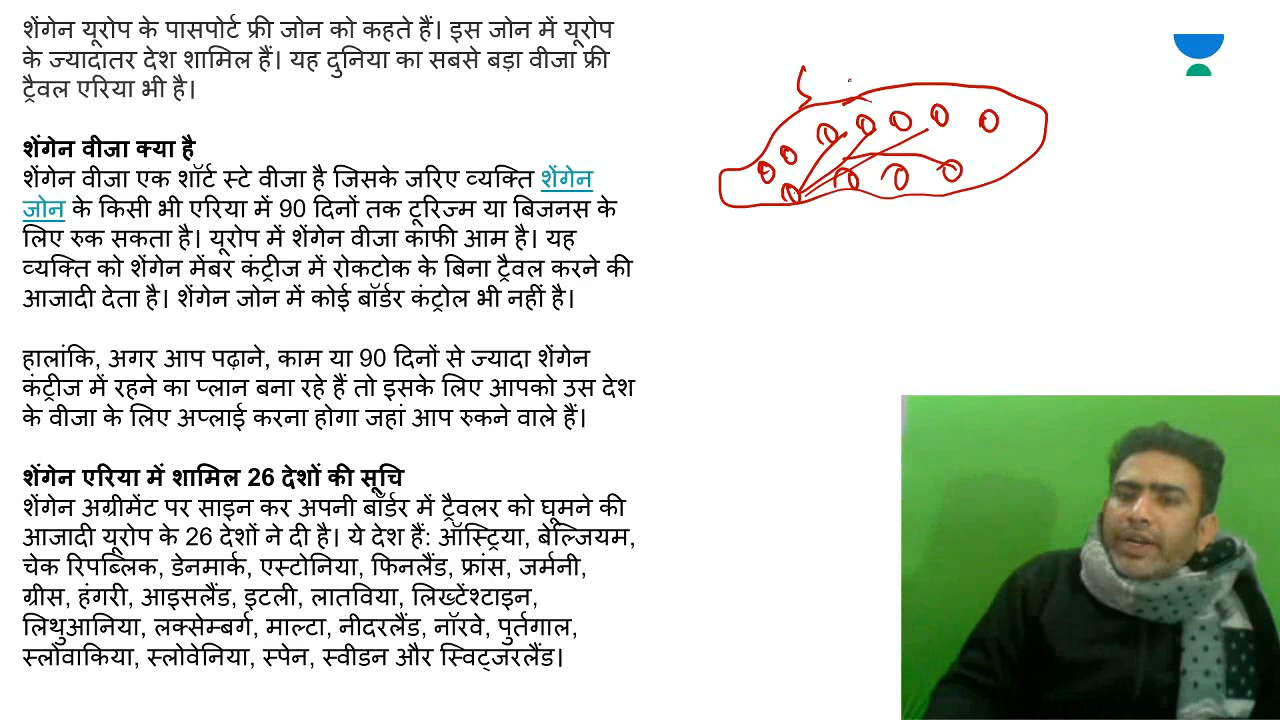 शेंगेन यूरोप के पासपोर्ट फ्री जोन को कहते हैं। इस जोन में यूरोप
के ज्यादातर देश शामिल हैं। यह दुनिया का सबसे बड़ा वीजा फ्री
ट्रैवल एरिया भी है।
शेंगेन वीजा क्या है
शेंगेन वीजा एक शॉर्ट स्टे वीजा है जिसके जरिए व्यक्ति शेंगेन
जोन के किसी भी एरिया में 90 दिनों तक टूरिज्म या बिजनस के
लिए रुक सकता है। यूरोप में शेंगेन वीजा काफी आम है। यह
व्यक्ति को शेंगेन मेंबर कंट्रीज में रोकटोक के बिना ट्रैवल करने की
आजादी देता है। शेंगेन जोन में कोई बॉर्डर कंट्रोल भी नहीं है।
हालांकि, अगर आप पढ़ाने, काम या 90 दिनों से ज्यादा शेंगेन
कंट्रीज में रहने का प्लान बना रहे हैं तो इसके लिए आपको उस देश
के वीजा के लिए अप्लाई करना होगा जहां आप रुकने वाले हैं।
शेंगेन एरिया में शामिल 26 देशों की सूचि
शेंगेन अग्रीमेंट पर साइन कर अपनी बॉर्डर में ट्रैवलर को घूमने की
आजादी यूरोप के 26 देशों ने दी है। ये देश हैं: ऑस्ट्रिया, बेल्जियम,
चेक रिपब्लिक, डेनमार्क, एस्टोनिया, फिनलैंड, फ्रांस, जर्मनी,
ग्रीस, हंगरी, आइसलैंड, इटली, लातविया, लिख्टेंश्टाइन,
लिथुआनिया, लक्सेम्बर्ग, माल्टा, नीदरलैंड, नॉरवे, पुर्तगाल,
स्लोवाकिया, स्लोवेनिया, स्पेन, स्वीडन और स्विट्जरलैंड।